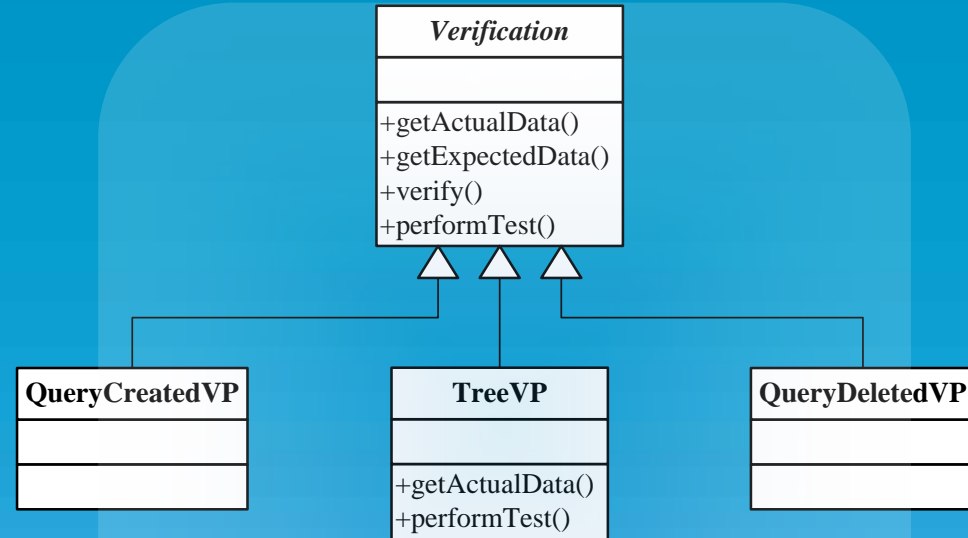 Verification
+getActualData()
+getExpectedData()
+verify()
+performTest()
QueryCreatedVP
TreeVP
QueryDeletedVP
+getActualData()
+performTest()